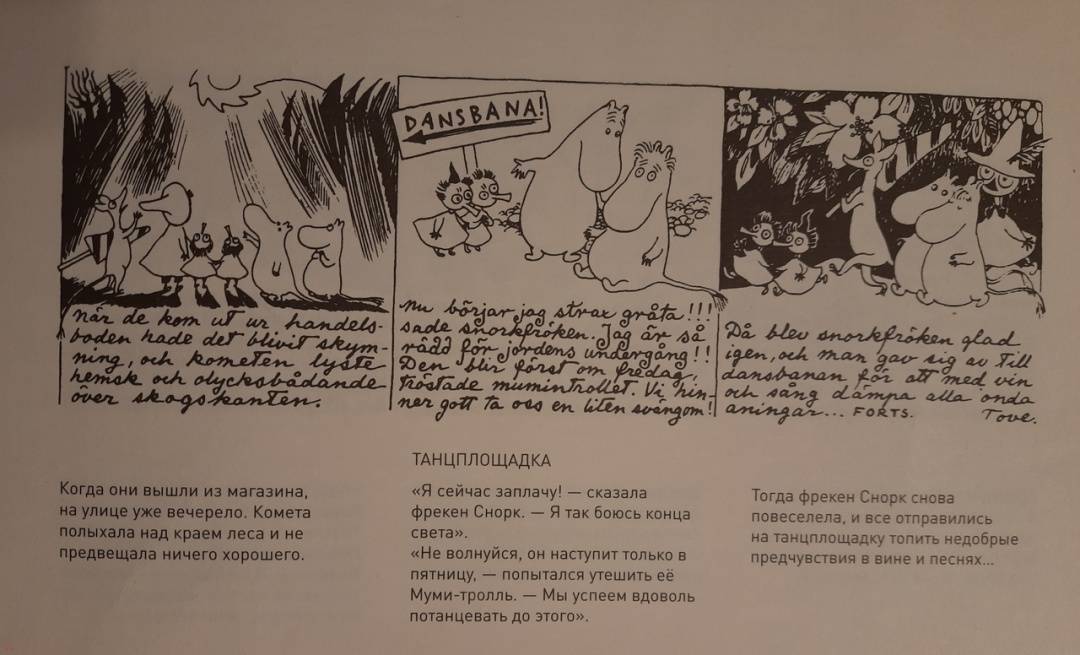 DANSBANA!
när de kom ut ur handels-
boden hade det blivit skym-
ning, och kometen lyste
hemsk och olycksbådande
över skogskanten.
Nu börjar jag strax gråta!!!
sade snorkfröken. Jag är så
rädd för jordens undergång!!
Den blir först om fredag,
tröstade mumintrollet. Vi hin-
ner gott ta oss en liten svängom!
Då blev snorkfröken glad
igen, och man gav sig av till
dansbanan för att med vin
och sång dämpa alla onda
aningar... FORTS. Tove.
Когда они вышли из магазина,
на улице уже вечерело. Комета
полыхала над краем леса и не
предвещала ничего хорошего.
ТАНЦПЛОЩАДКА
«Я сейчас заплачу! — сказала
фрекен Снорк. — Я так боюсь конца
света».
«Не волнуйся, он наступит только в
пятницу, — попытался утешить её
Муми-тролль. — Мы успеем вдоволь
потанцевать до этого».
Тогда фрекен Снорк снова
повеселела, и все отправились
на танцплощадку топить недобрые
предчувствия в вине и песнях...